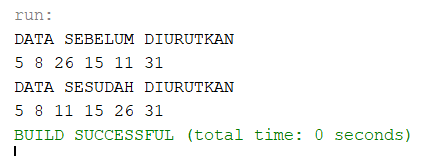 run:
DATA SEBELUM DIURUTKAN
5 8 26 15 11 31
DATA SESUDAH DIURUTKAN
5 8 11 15 26 31
BUILD SUCCESSFUL (total time: 0 seconds)